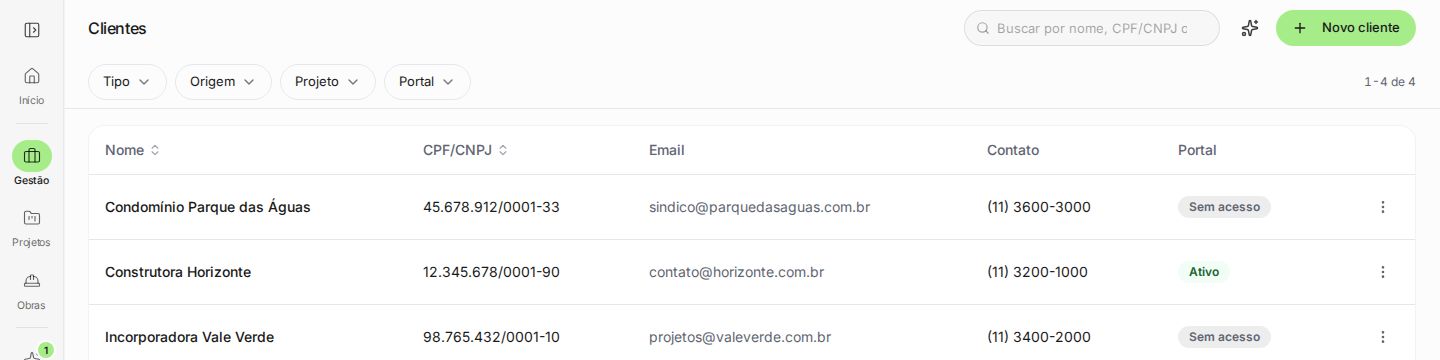 Clientes
Buscar por nome, CPF/CNPJ
Novo cliente
Início
Tipo
Origem
Projeto
Portal
1-4 de 4
Gestão
Nome
CPF/CNPJ
Email
Contato
Portal
Condomínio Parque das Águas
45.678.912/0001-33
sindico@parquedasaguas.com.br
(11) 3600-3000
Sem acesso
Projetos
Construtora Horizonte
12.345.678/0001-90
contato@horizonte.com.br
(11) 3200-1000
Ativo
Obras
Incorporadora Vale Verde
98.765.432/0001-10
projetos@valeverde.com.br
(11) 3400-2000
Sem acesso
1